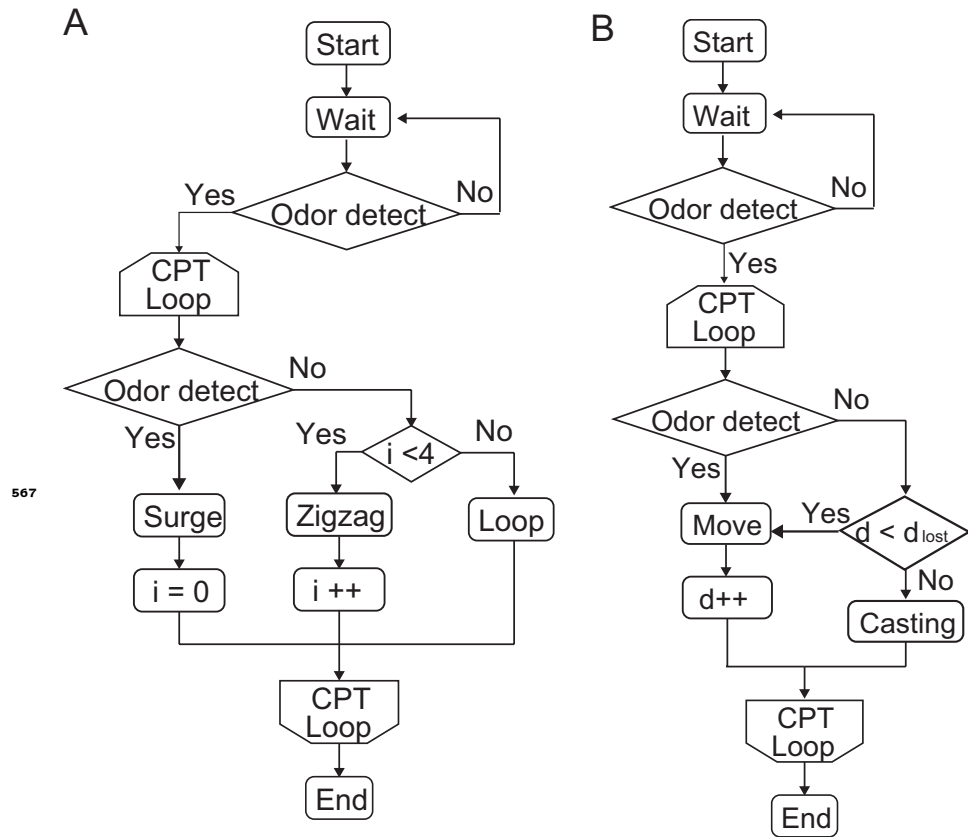 A
Start
Wait
Yes
No
Odor detect
CPT
Loop
No
Odor detect
Yes
Yes
No
i <4
567
Surge
Zigzag
Loop
i = 0
i ++
CPT
Loop
End
B
Start
Wait
No
Odor detect
Yes
CPT
Loop
No
Odor detect
Yes
Yes
Move
d < dlost
No
d++
Casting
CPT
Loop
End